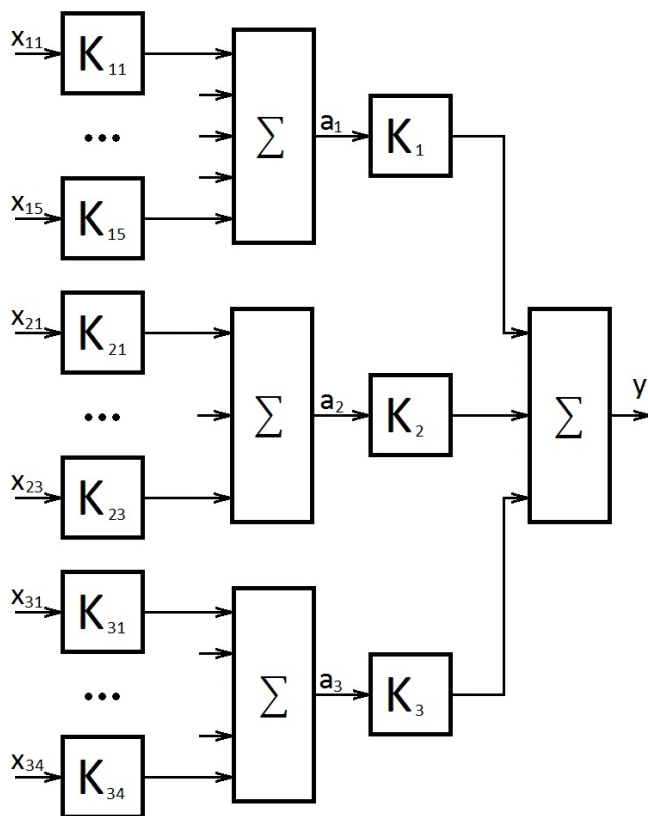 x₁₁ K₁₁
∑ a₁ K₁
x₁₅ K₁₅
x₂₁ K₂₁
∑ a₂ K₂ ∑ y
x₂₃ K₂₃
x₃₁ K₃₁
∑ a₃ K₃
x₃₄ K₃₄